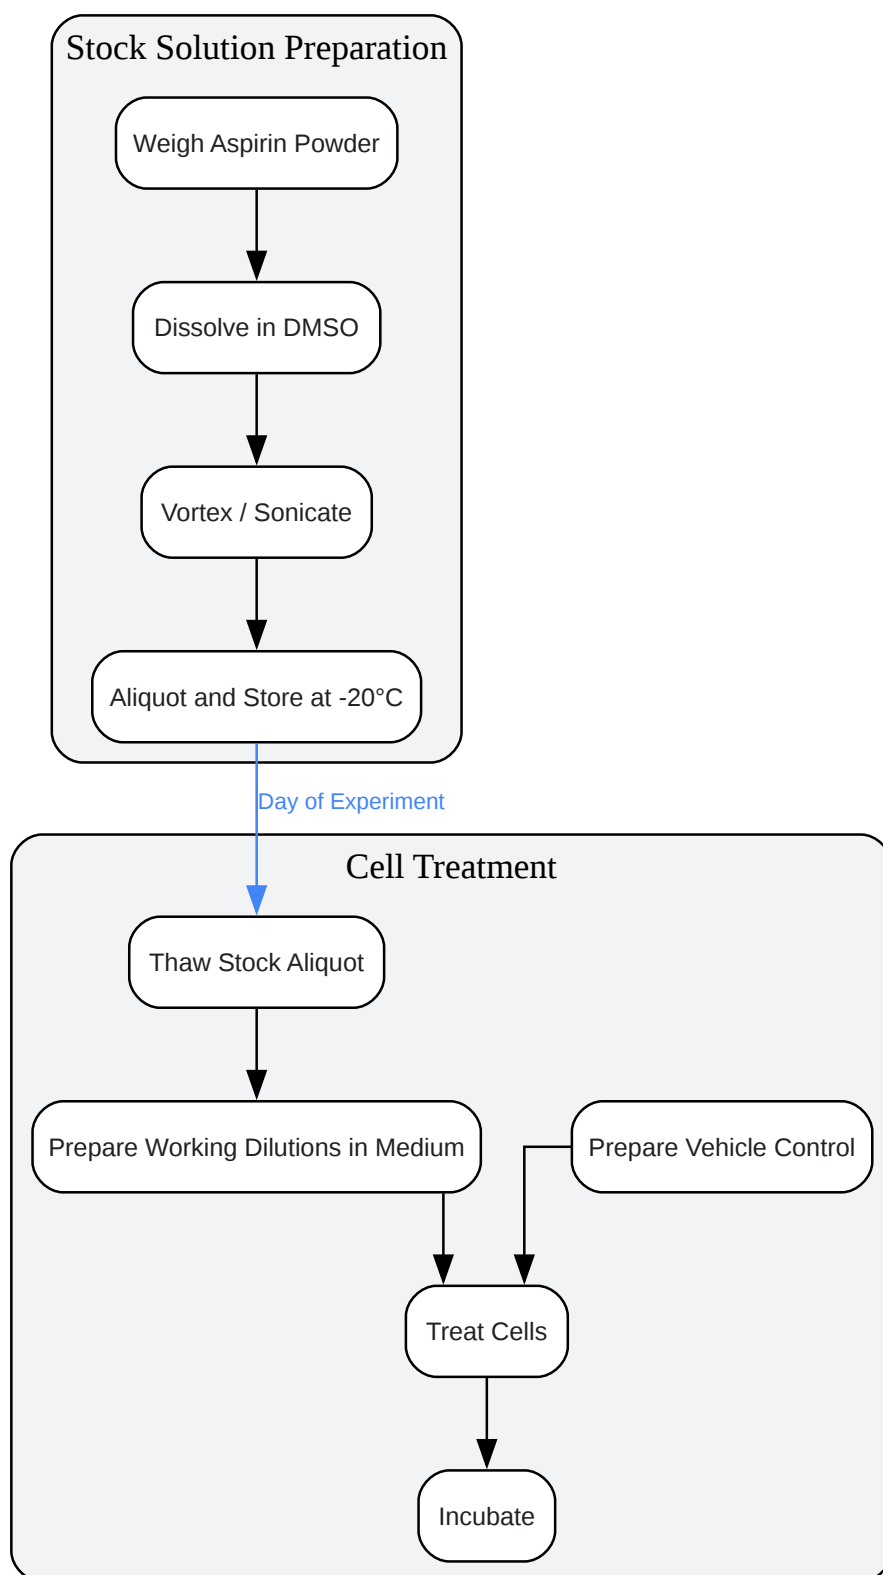 Stock Solution Preparation
Weigh Aspirin Powder
Dissolve in DMSO
Vortex / Sonicate
Aliquot and Store at -20°C
Day of Experiment
Cell Treatment
Thaw Stock Aliquot
Prepare Working Dilutions in Medium
Prepare Vehicle Control
Treat Cells
Incubate